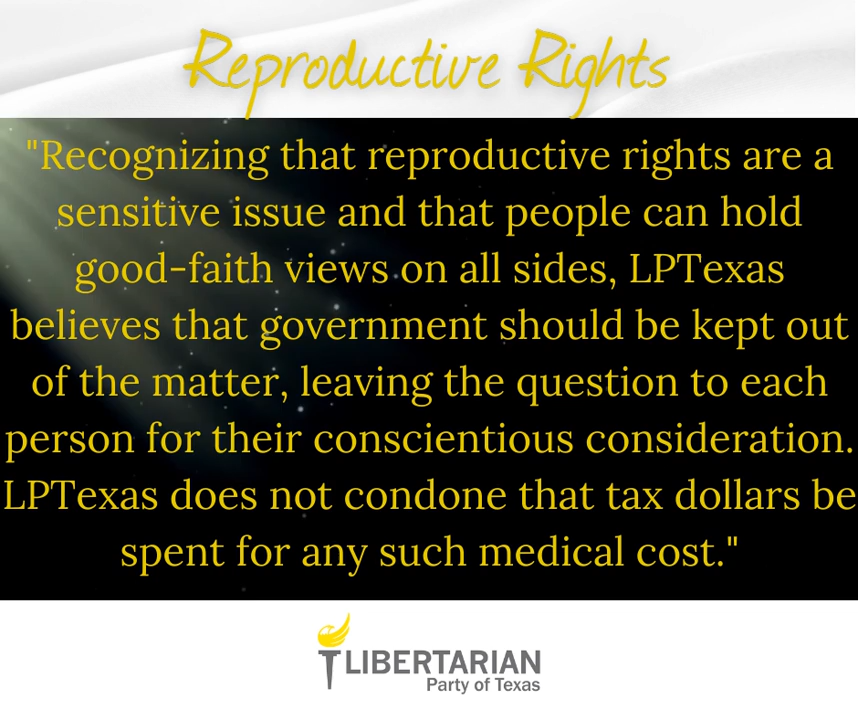 Reproductive Rights
"Recognizing that reproductive rights are a
sensitive issue and that people can hold
good-faith views on all sides, LPTexas
believes that government should be kept out
of the matter, leaving the question to each
person for their conscientious consideration.
LPTexas does not condone that tax dollars be
spent for any such medical cost."
LIBERTARIAN
Party of Texas